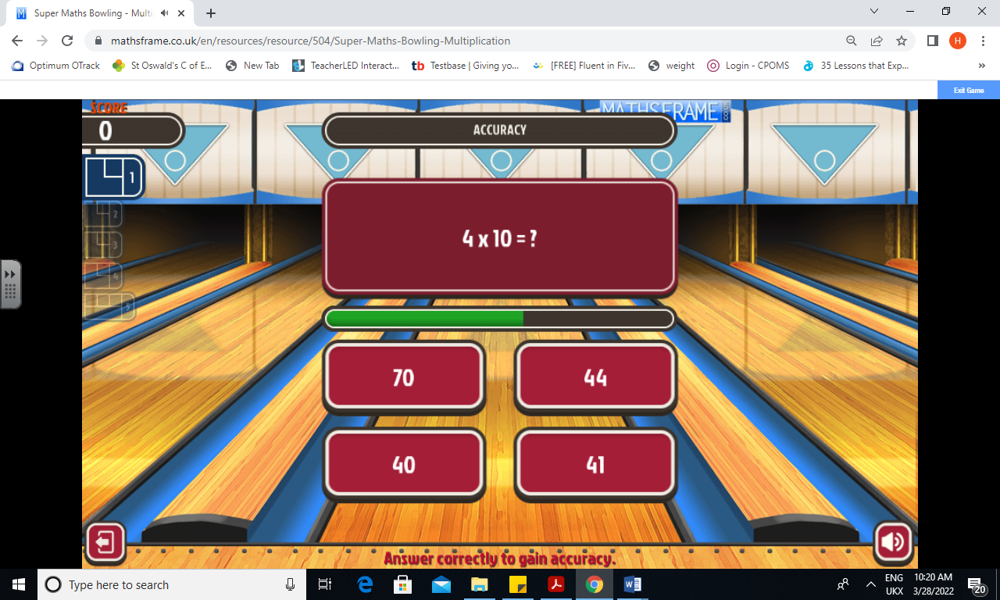 Super Maths Bowling - Multi
mathsframe.co.uk/en/resources/resource/504/Super-Maths-Bowling-Multiplication
H
Optimum OTrack
St Oswald's C of E...
New Tab
TeacherLED Interact...
tb Testbase | Giving yo...
[FREE] Fluent in Fiv...
weight
Login - CPOMS
35 Lessons that Exp...
»
Exit Game
SCORE
0
MATHSFRAME
ACCURACY
1
2
3
4
5
4 x 10 = ?
70
44
40
41
Answer correctly to gain accuracy.
Type here to search
ENG
UKX
10:20 AM
3/28/2022
20